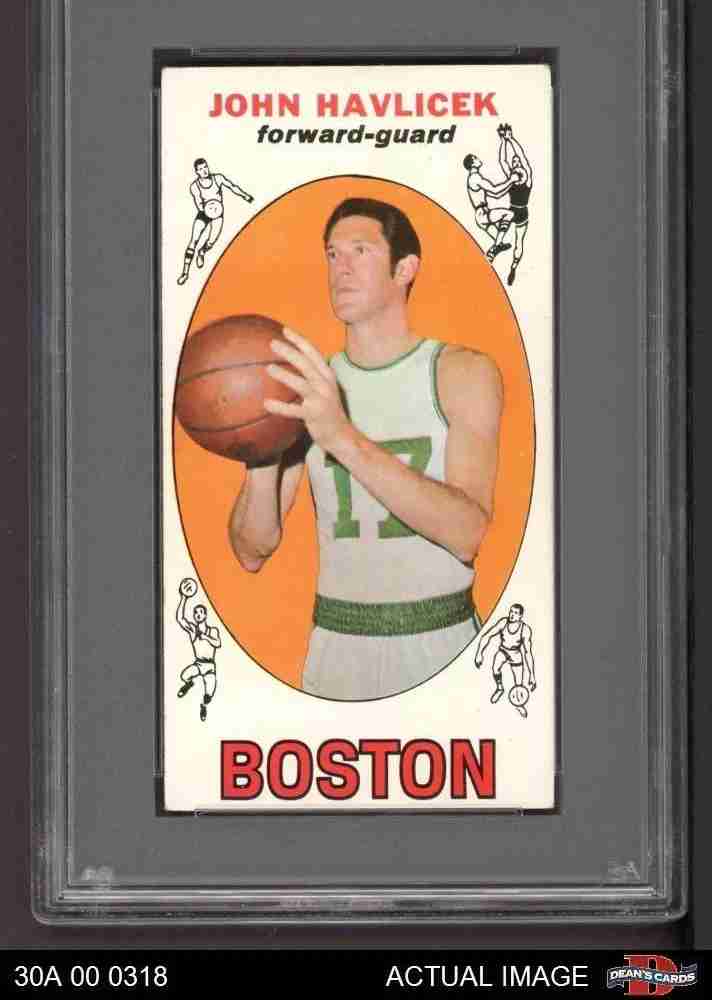 JOHN HAVLICEK
forward-guard
17
BOSTON
30A 00 0318
ACTUAL IMAGE
DEAN'S CARDS